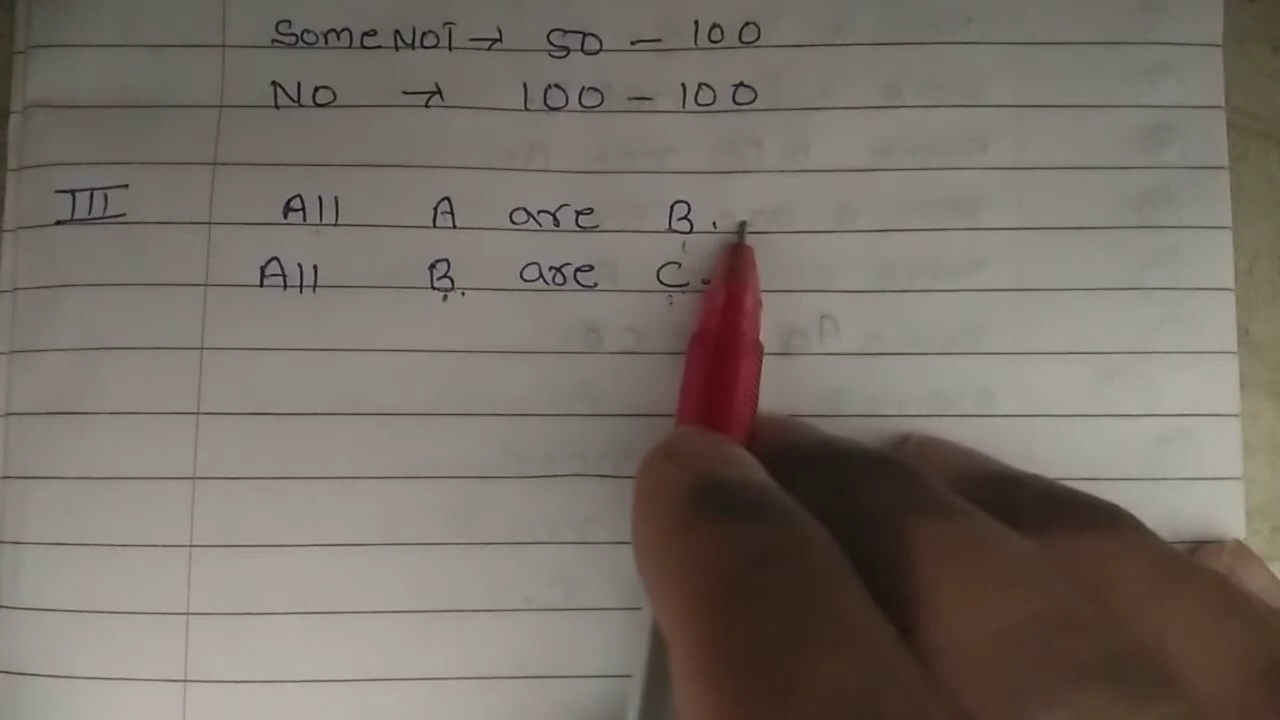 Some NOT → 50 - 100
NO → 100 - 100
III All A are B.
All B. are C.